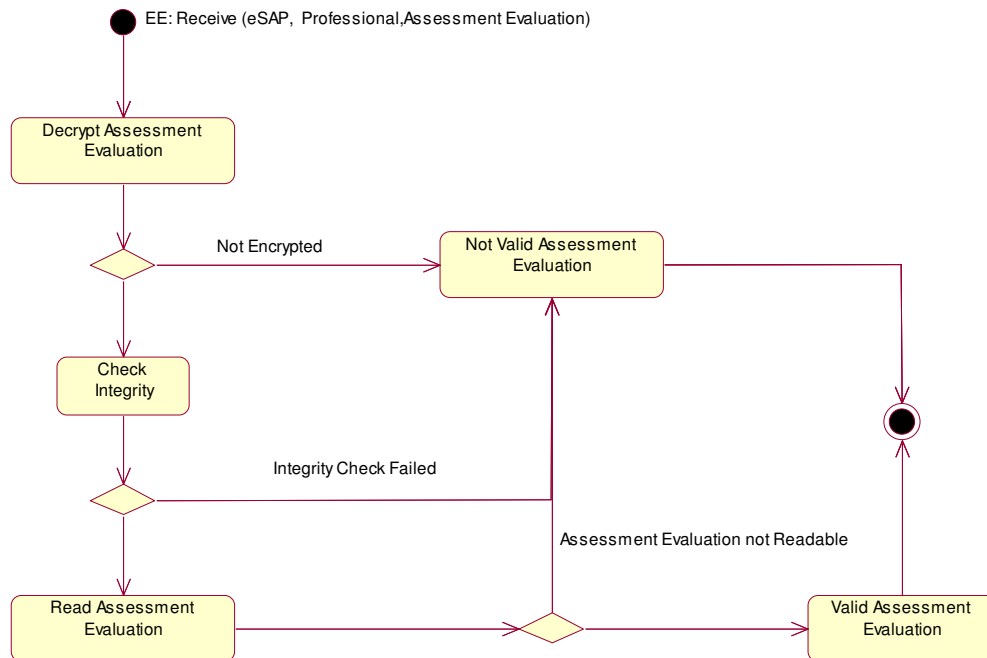 EE: Receive (eSAP, Professional,Assessment Evaluation)
Decrypt Assessment
Evaluation
Not Encrypted
Not Valid Assessment
Evaluation
Check
Integrity
Integrity Check Failed
Assessment Evaluation not Readable
Read Assessment
Evaluation
Valid Assessment
Evaluation